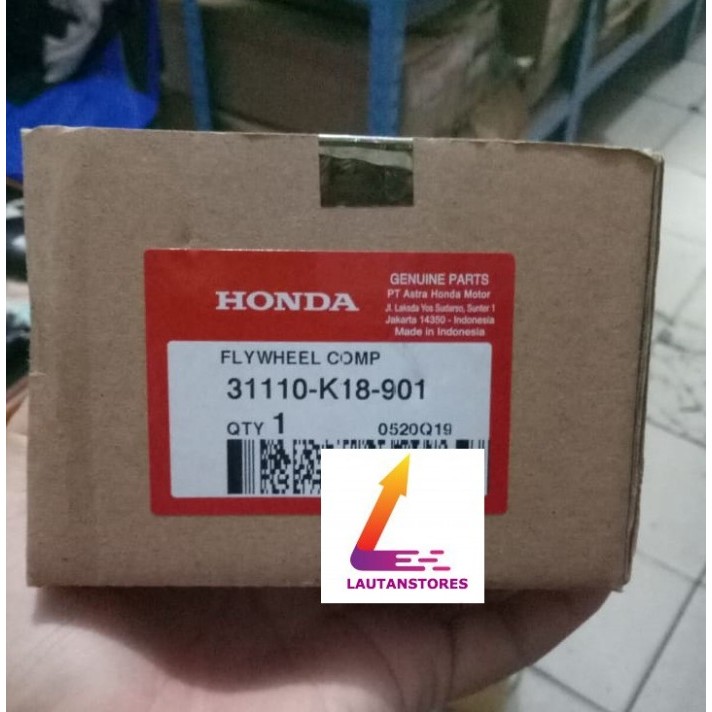 HONDA
GENUINE PARTS
PT Astra Honda Motor
Jl. Laksda Yos Sudarso, Sunter 1
Jakarta 14350 - Indonesia
Made in Indonesia
FLYWHEEL COMP
31110-K18-901
QTY 1 0520Q19
LAUTANSTORES